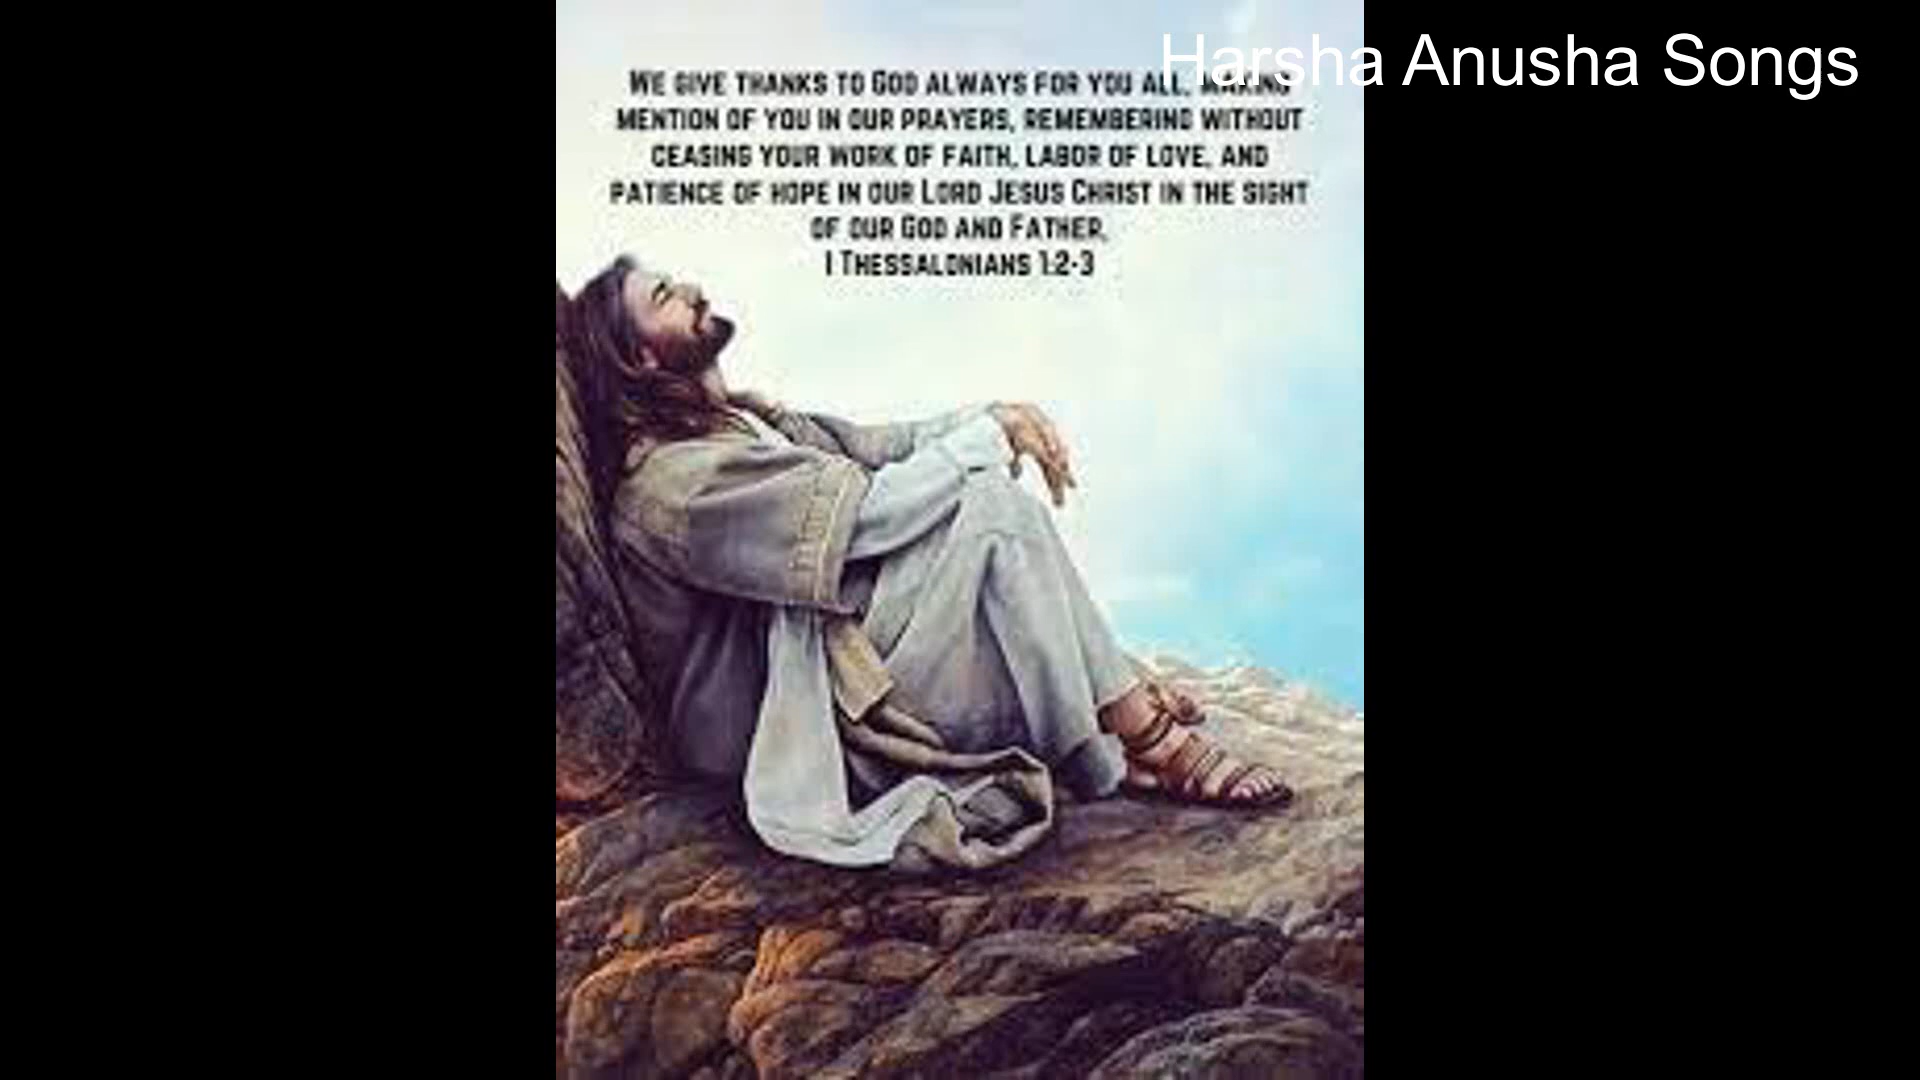 Harsha Anusha Songs
We give thanks to God always for you all, making
mention of you in our prayers, remembering without
ceasing your work of faith, labor of love, and
patience of hope in our Lord Jesus Christ in the sight
of our God and Father,
I Thessalonians 1:2-3